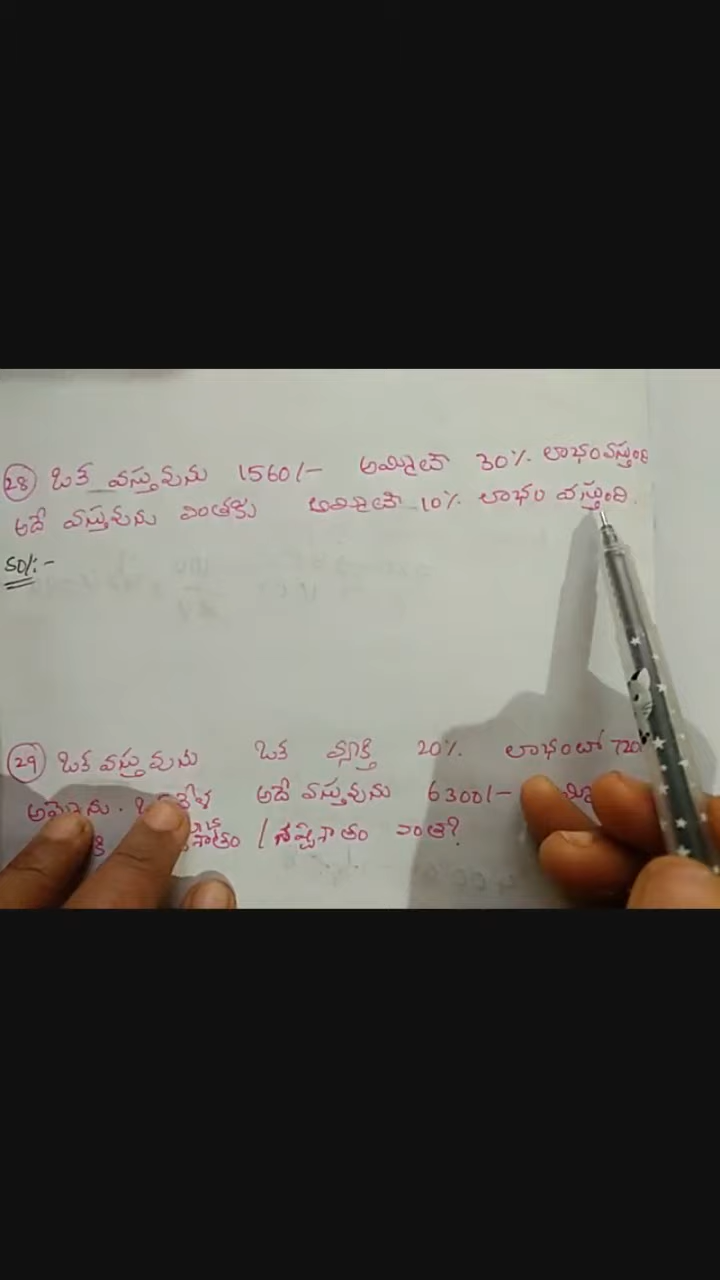 28 ఒక వస్తువును 1560/- అమ్మితే 30% లాభంవస్తుంది
అదే వస్తువును ఎంతకు అమ్మితే 10% లాభం వస్తుంది.
Sol:-
29 ఒక వస్తువును ఒక వ్యక్తి 20% లాభంతో 720
అమ్మెను. అదే వస్తువును 6300/-
శాతం / నష్టశాతం ఎంత?